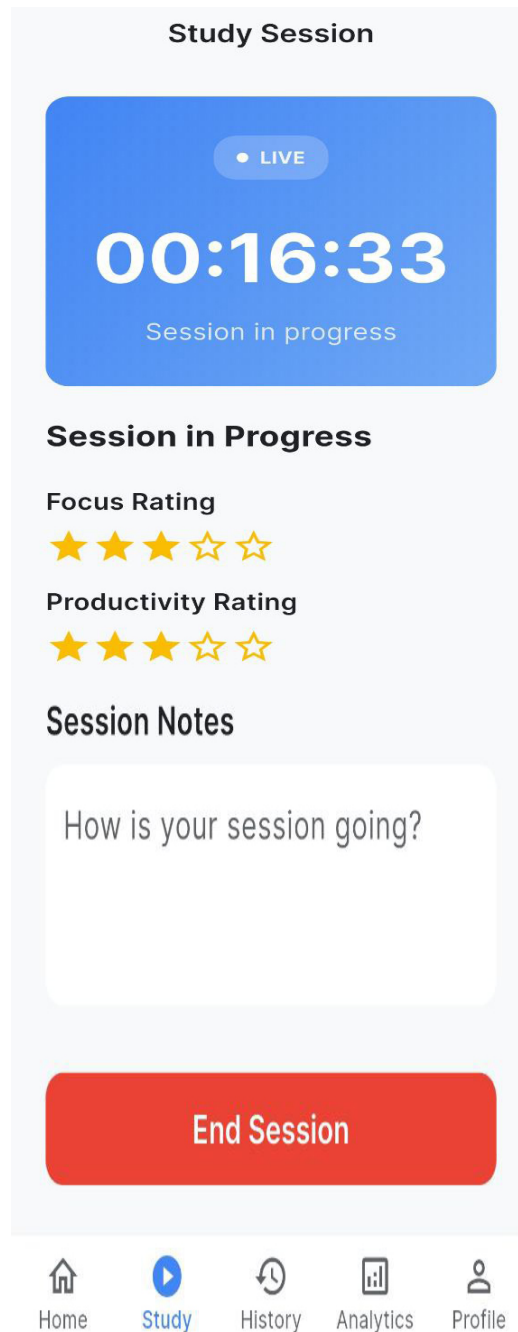 Study Session
LIVE
00:16:33
Session in progress
Session in Progress
Focus Rating
Productivity Rating
Session Notes
How is your session going?
End Session
Home Study History Analytics Profile